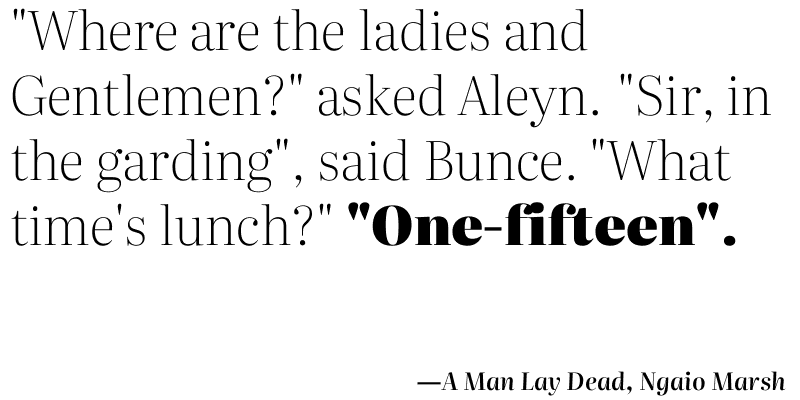 "Where are the ladies and
Gentlemen?" asked Aleyn. "Sir, in
the garding", said Bunce. "What
time's lunch?" "One-fifteen".
—A Man Lay Dead, Ngaio Marsh